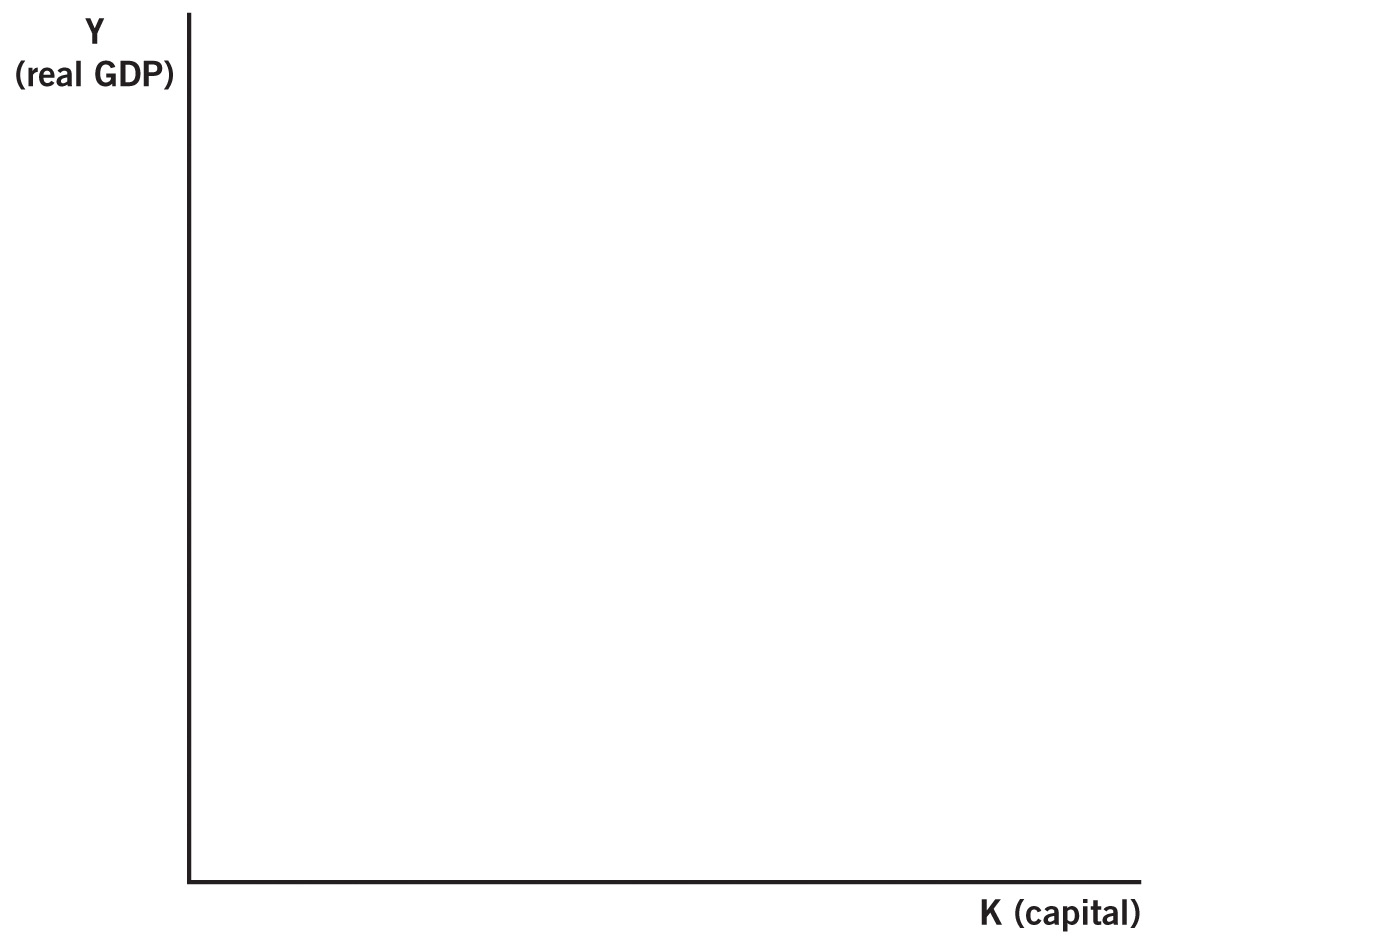 Y
(real GDP)
K (capital)